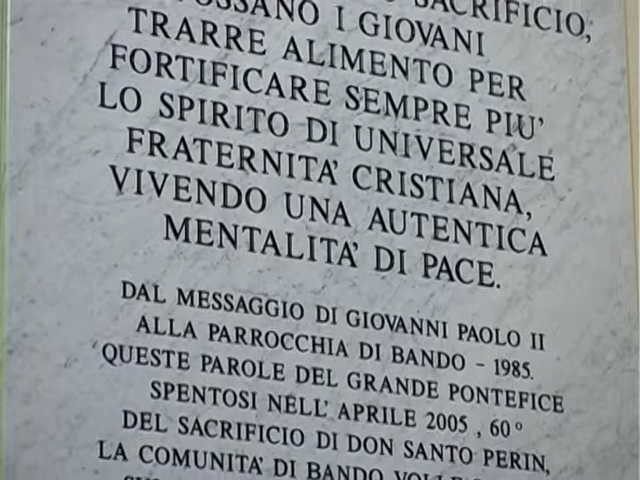 POSSANO I GIOVANI SACRIFICIO,
TRARRE ALIMENTO PER
FORTIFICARE SEMPRE PIU'
LO SPIRITO DI UNIVERSALE
FRATERNITA' CRISTIANA,
VIVENDO UNA AUTENTICA
MENTALITA' DI PACE.
DAL MESSAGGIO DI GIOVANNI PAOLO II
ALLA PARROCCHIA DI BANDO - 1985.
"QUESTE PAROLE DEL GRANDE PONTEFICE
SPENTOSI NELL' APRILE 2005, 60°
DEL SACRIFICIO DI DON SANTO PERIN,
LA COMUNITA' DI BANDO VOLLE